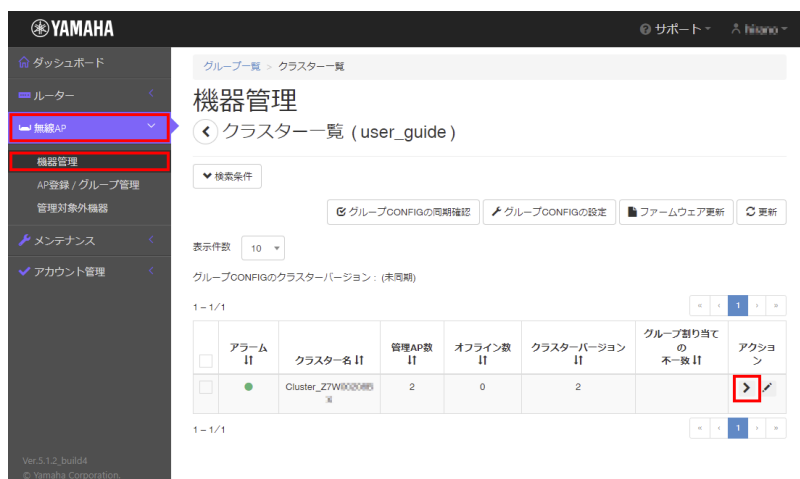 YAMAHA
サポート
ダッシュボード
ルーター
無線AP
機器管理
AP登録 / グループ管理
管理対象外機器
メンテナンス
アカウント管理
Ver.5.1.2_build4
© Yamaha Corporation.
グループ一覧 > クラスター一覧
機器管理
クラスター一覧 ( user_guide )
検索条件
グループCONFIGの同期確認 グループCONFIGの設定 ファームウェア更新 更新
表示件数 10
グループCONFIGのクラスターバージョン : (未同期)
1 – 1/1
« ‹ 1 › »
アラーム クラスター名 管理AP数 オフライン数 クラスターバージョン グループ割り当ての不一致 アクション
Cluster_Z7W 2 0 2
1 – 1/1
« ‹ 1 › »